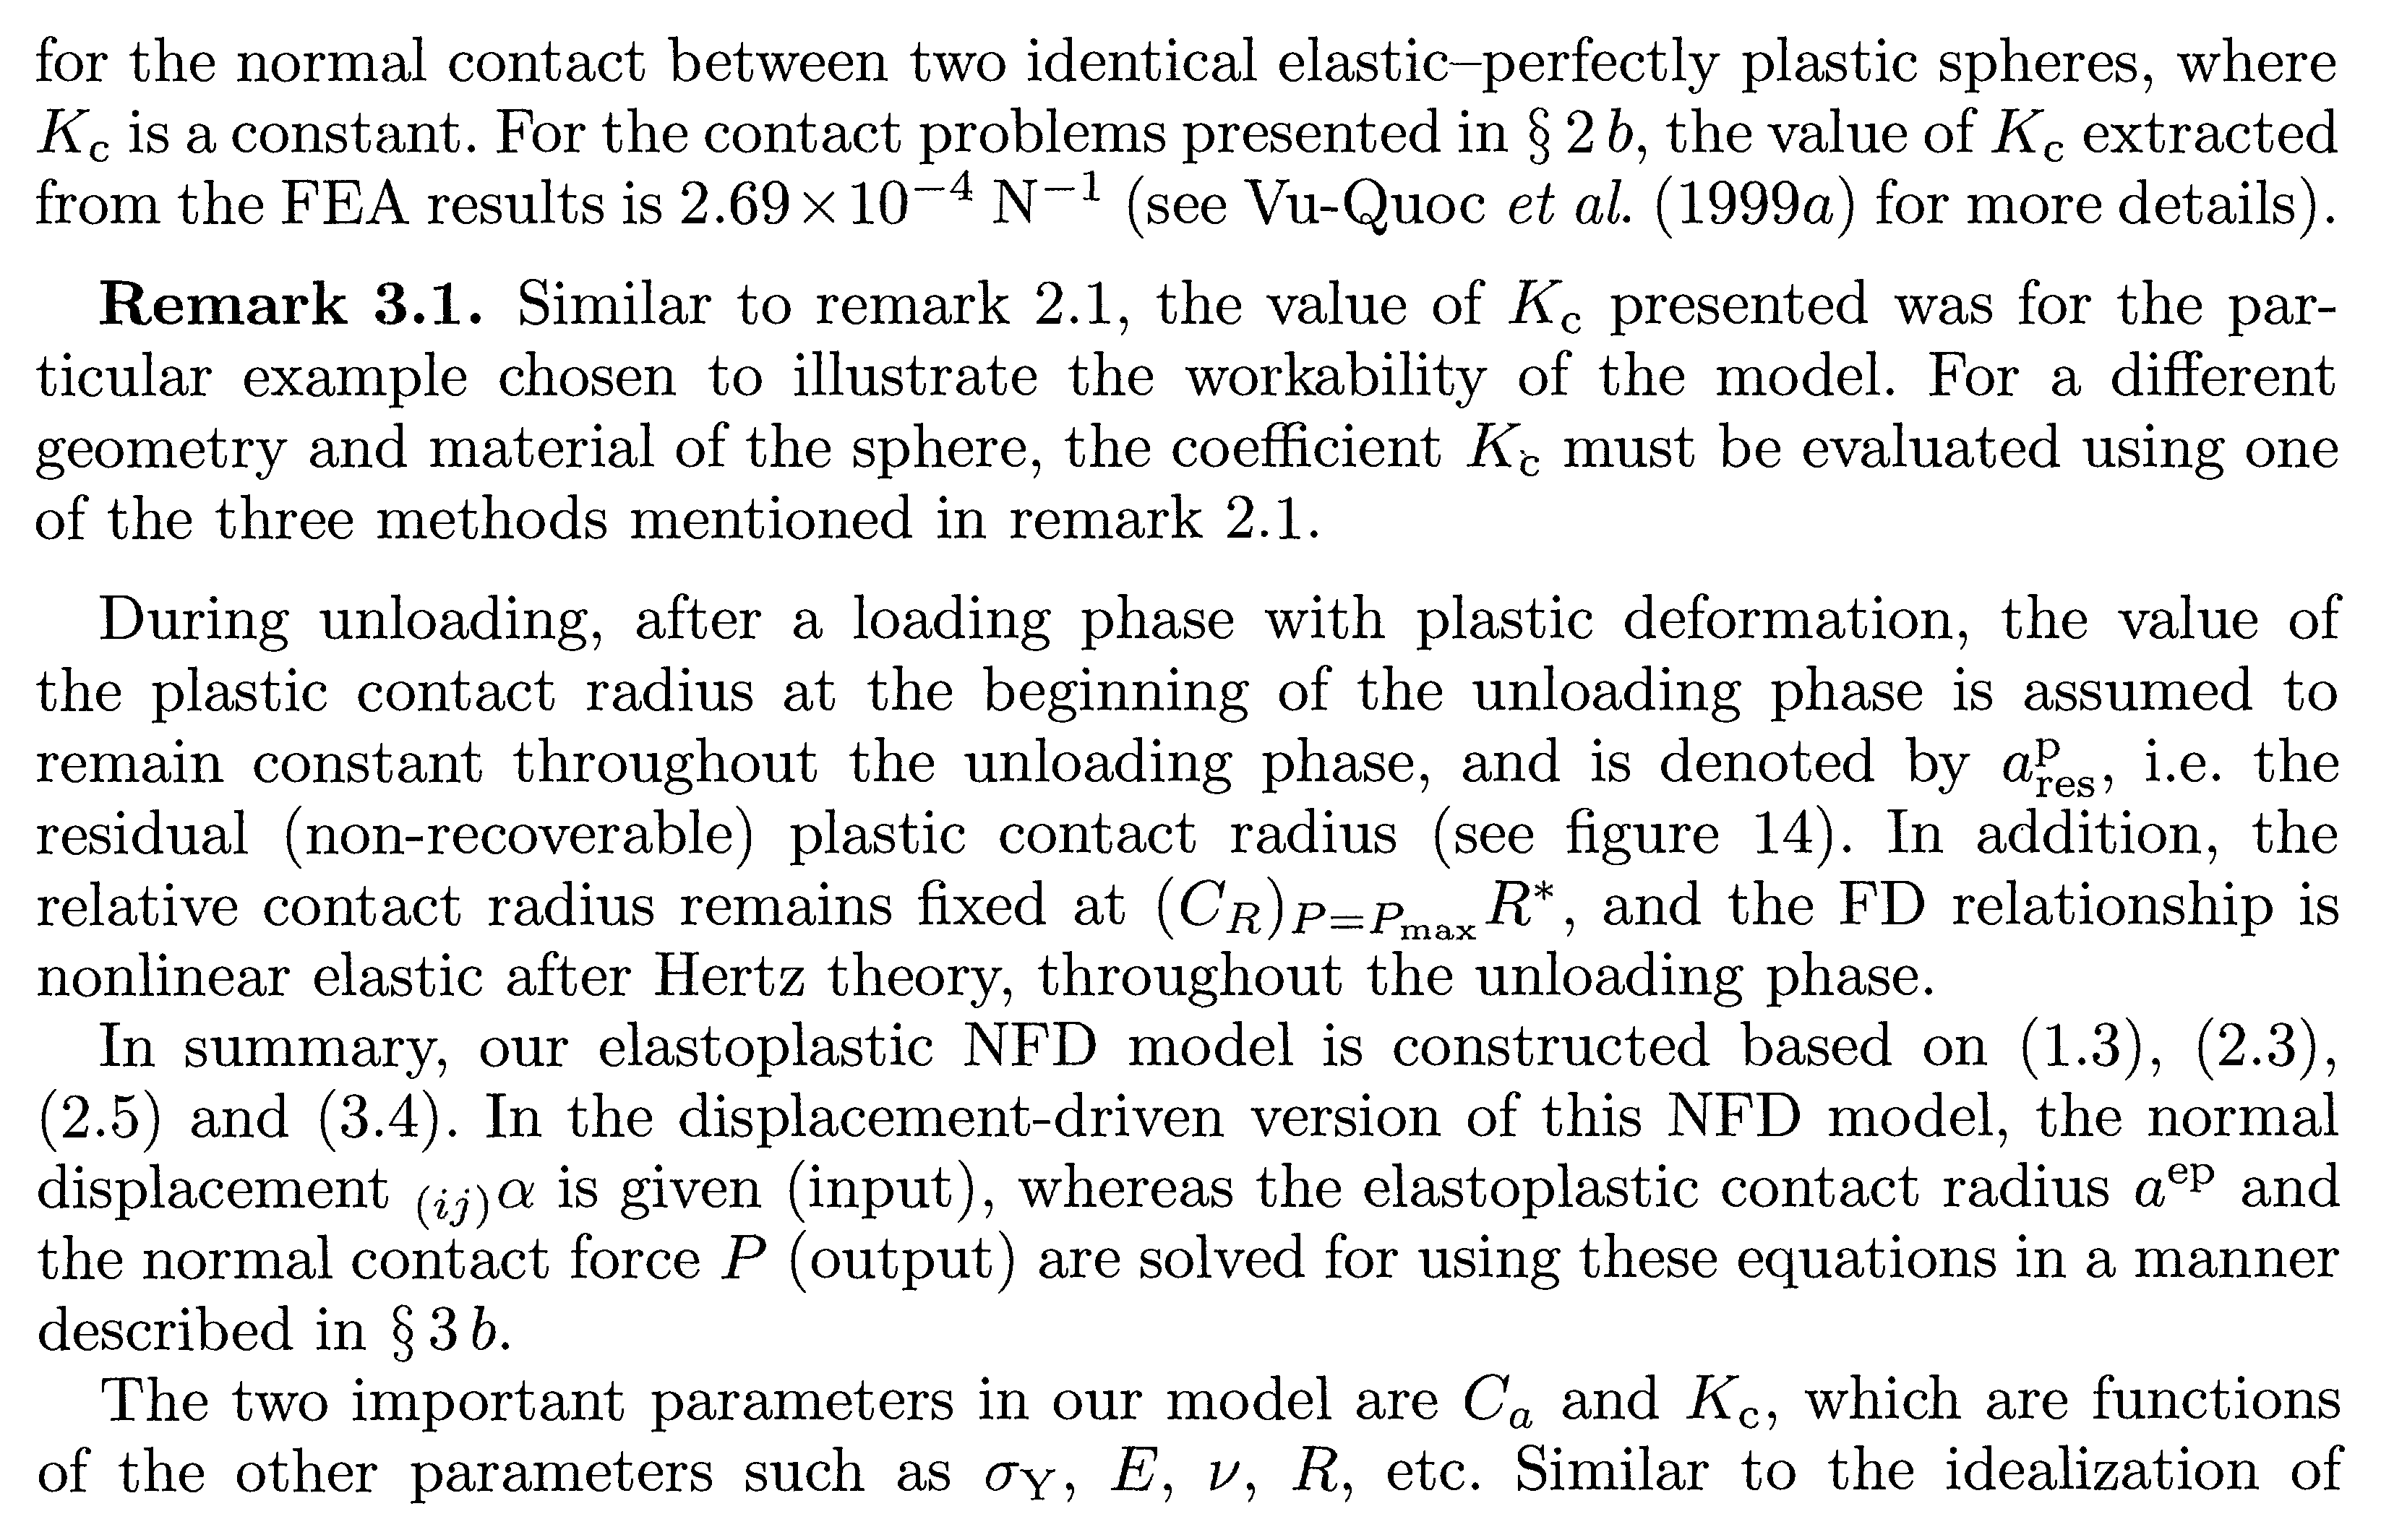 for the normal contact between two identical elastic–perfectly plastic spheres, where
K_c is a constant. For the contact problems presented in § 2 b, the value of K_c extracted
from the FEA results is 2.69 × 10^{−4} N^{−1} (see Vu-Quoc et al. (1999a) for more details).
Remark 3.1. Similar to remark 2.1, the value of K_c presented was for the par-
ticular example chosen to illustrate the workability of the model. For a different
geometry and material of the sphere, the coefficient K_c must be evaluated using one
of the three methods mentioned in remark 2.1.
During unloading, after a loading phase with plastic deformation, the value of
the plastic contact radius at the beginning of the unloading phase is assumed to
remain constant throughout the unloading phase, and is denoted by a^p_{res}, i.e. the
residual (non-recoverable) plastic contact radius (see figure 14). In addition, the
relative contact radius remains fixed at (C_R)_{P=P_{max}} R*, and the FD relationship is
nonlinear elastic after Hertz theory, throughout the unloading phase.
In summary, our elastoplastic NFD model is constructed based on (1.3), (2.3),
(2.5) and (3.4). In the displacement-driven version of this NFD model, the normal
displacement _{(ij)}α is given (input), whereas the elastoplastic contact radius a^{ep} and
the normal contact force P (output) are solved for using these equations in a manner
described in § 3 b.
The two important parameters in our model are C_a and K_c, which are functions
of the other parameters such as σ_Y, E, ν, R, etc. Similar to the idealization of